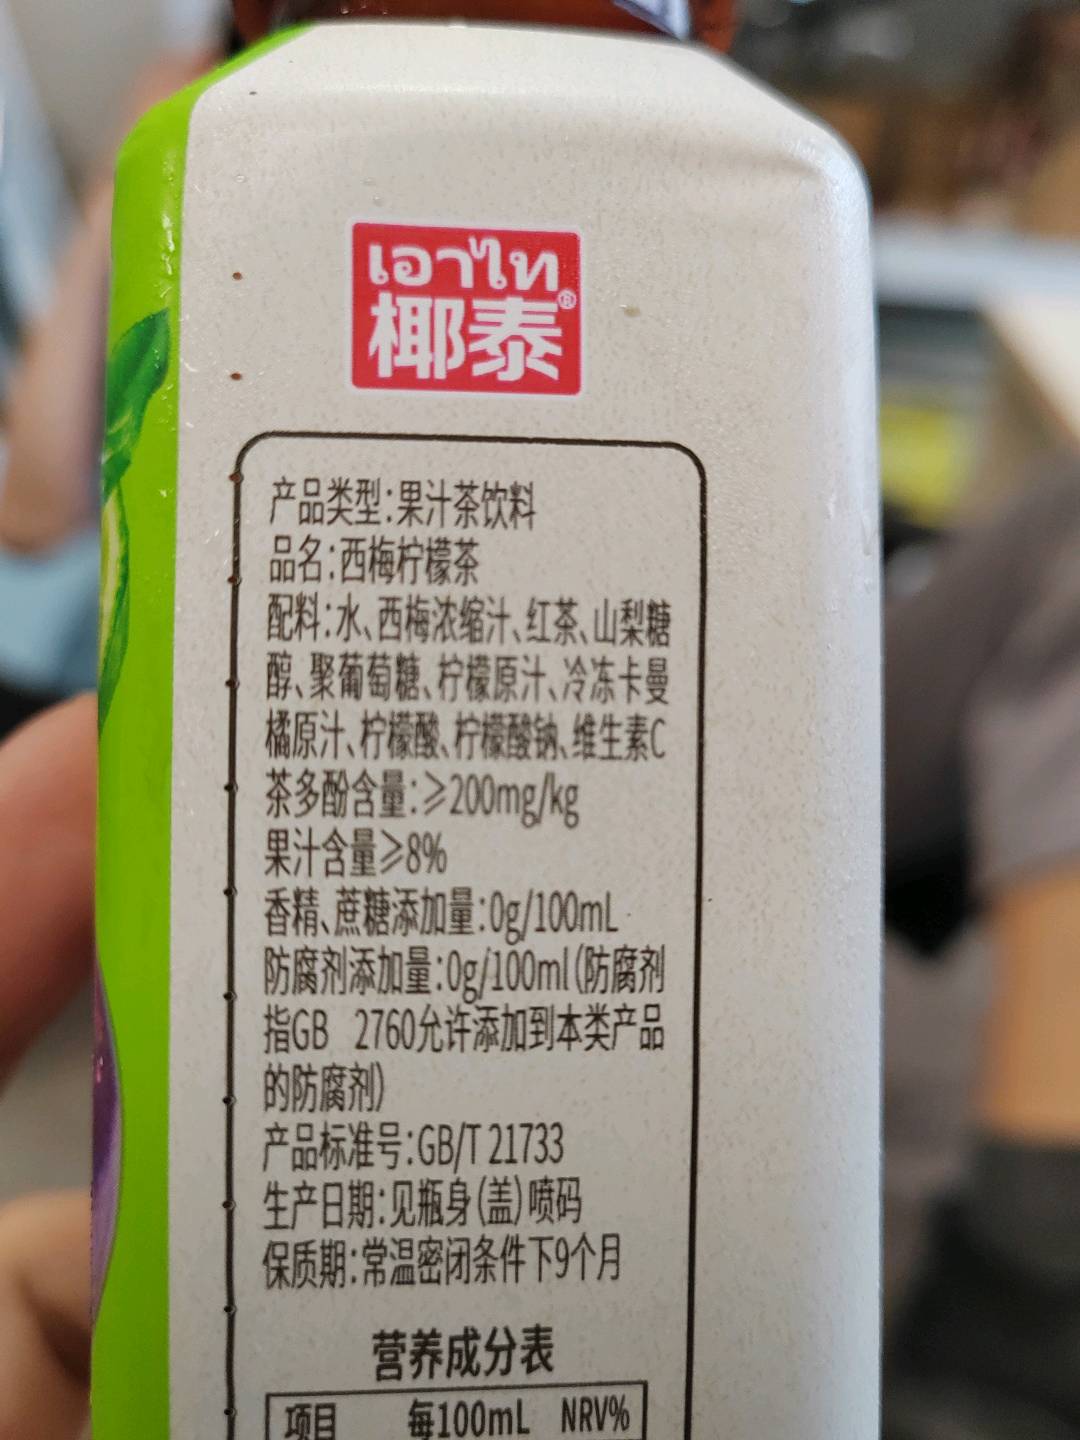 เอาไท
椰泰®
产品类型:果汁茶饮料
品名:西梅柠檬茶
配料:水、西梅浓缩汁、红茶、山梨糖
醇、聚葡萄糖、柠檬原汁、冷冻卡曼
橘原汁、柠檬酸、柠檬酸钠、维生素C
茶多酚含量:≥200mg/kg
果汁含量≥8%
香精、蔗糖添加量:0g/100mL
防腐剂添加量:0g/100ml(防腐剂
指GB 2760允许添加到本类产品
的防腐剂)
产品标准号:GB/T 21733
生产日期:见瓶身(盖)喷码
保质期:常温密闭条件下9个月
营养成分表
项目 每100mL NRV%